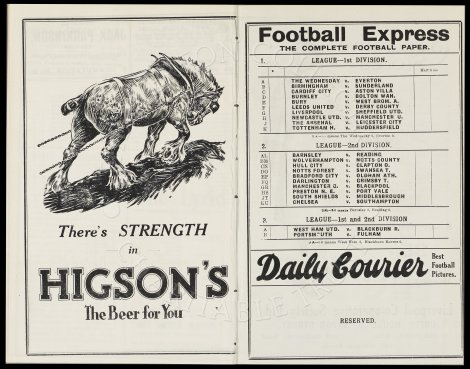 There's STRENGTH
in
HIGSON'S
The Beer for You
Football Express
THE COMPLETE FOOTBALL PAPER.
1. LEAGUE—1st DIVISION.
A THE WEDNESDAY v. EVERTON
B BIRMINGHAM v. SUNDERLAND
C CARDIFF CITY v. ASTON VILLA
D BURNLEY v. BOLTON WAN.
E BURY v. WEST BROM. A.
F LEEDS UNITED v. DERBY COUNTY
G LIVERPOOL v. SHEFFIELD UTD.
H NEWCASTLE UTD. v. MANCHESTER U.
J THE ARSENAL v. LEICESTER CITY
K TOTTENHAM H. v. HUDDERSFIELD
2. LEAGUE—2nd DIVISION.
BARNSLEY v. READING
WOLVERHAMPTON v. NOTTS COUNTY
HULL CITY v. CLAPTON O.
NOTTS FOREST v. SWANSEA T.
BRADFORD CITY v. OLDHAM ATH.
DARLINGTON v. GRIMSBY T.
MANCHESTER C. v. BLACKPOOL
PRESTON N. E. v. PORT VALE
SOUTH SHIELDS v. MIDDLESBROUGH
CHELSEA v. SOUTHAMPTON
3. LEAGUE—1st and 2nd DIVISION
A WEST HAM UTD. v. BLACKBURN R.
B PORTSMOUTH v. FULHAM
Daily Courier Best
Football
Pictures.
RESERVED.